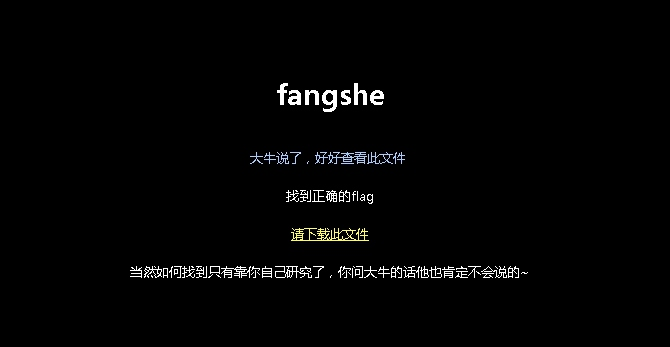 fangshe
大牛说了，好好查看此文件
找到正确的flag
请下载此文件
当然如何找到只有靠你自己研究了，你问大牛的话他也肯定不会说的~